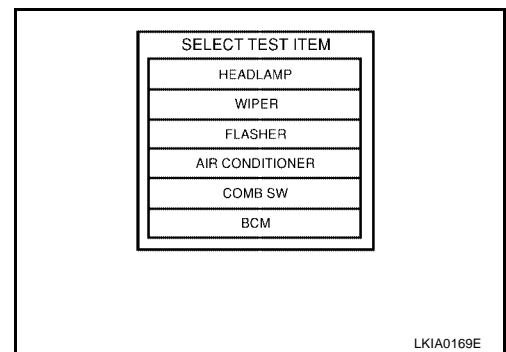 SELECT TEST ITEM
HEADLAMP
WIPER
FLASHER
AIR CONDITIONER
COMB SW
BCM
LKIA0169E